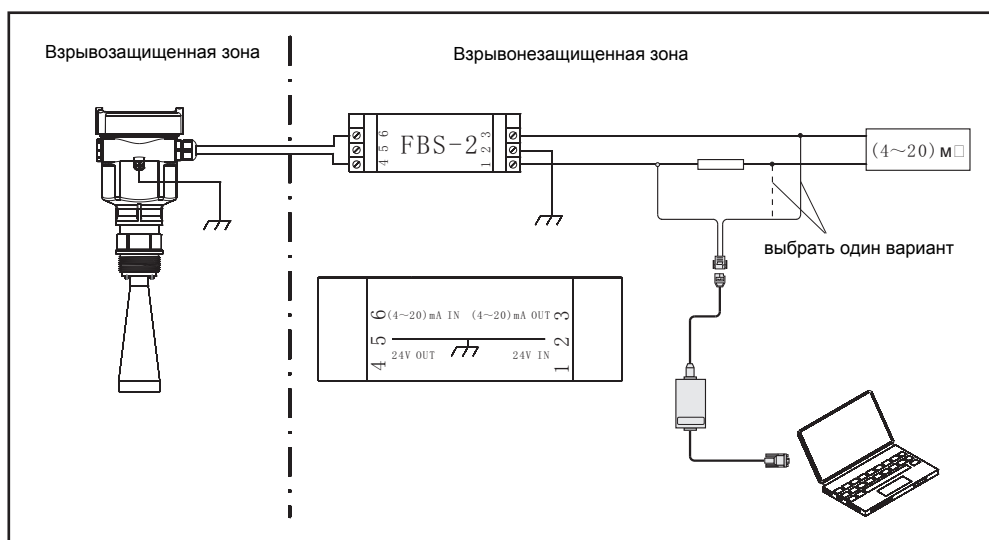 Взрывозащищенная зона
Взрывонезащищенная зона
4 5 6
FBS-2
1 2 3
(4~20) м□
выбрать один вариант
6 (4~20)mA IN (4~20)mA OUT 3
5 2
4 24V OUT 24V IN 1